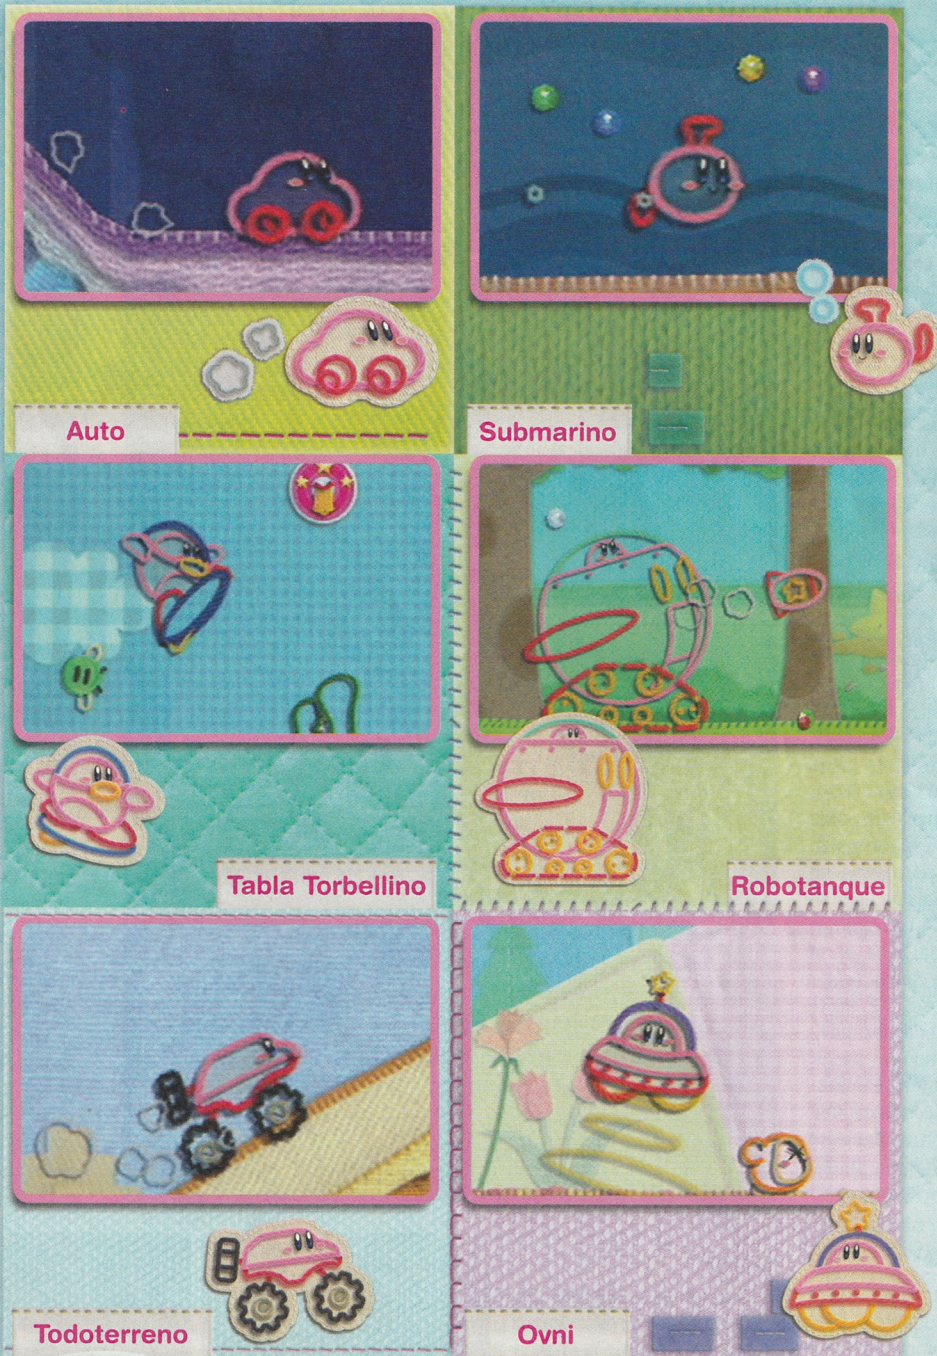 Auto
Submarino
Tabla Torbellino
Robotanque
Todoterreno
Ovni